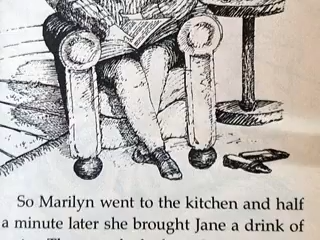 So Marilyn went to the kitchen and half
a minute later she brought Jane a drink of